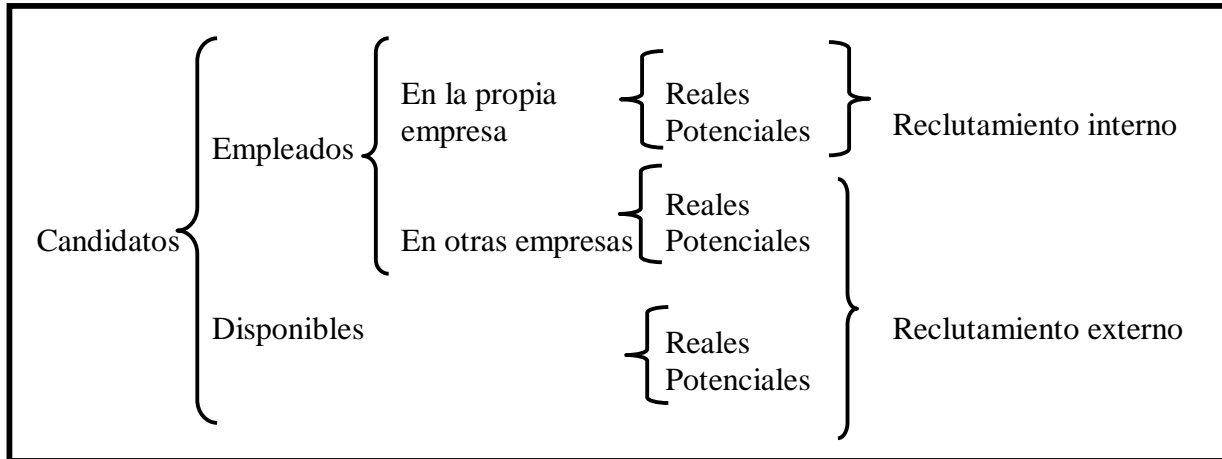 En la propia
empresa
Reales
Potenciales
Reclutamiento interno
Empleados
Candidatos
En otras empresas
Reales
Potenciales
Disponibles
Reales
Potenciales
Reclutamiento externo